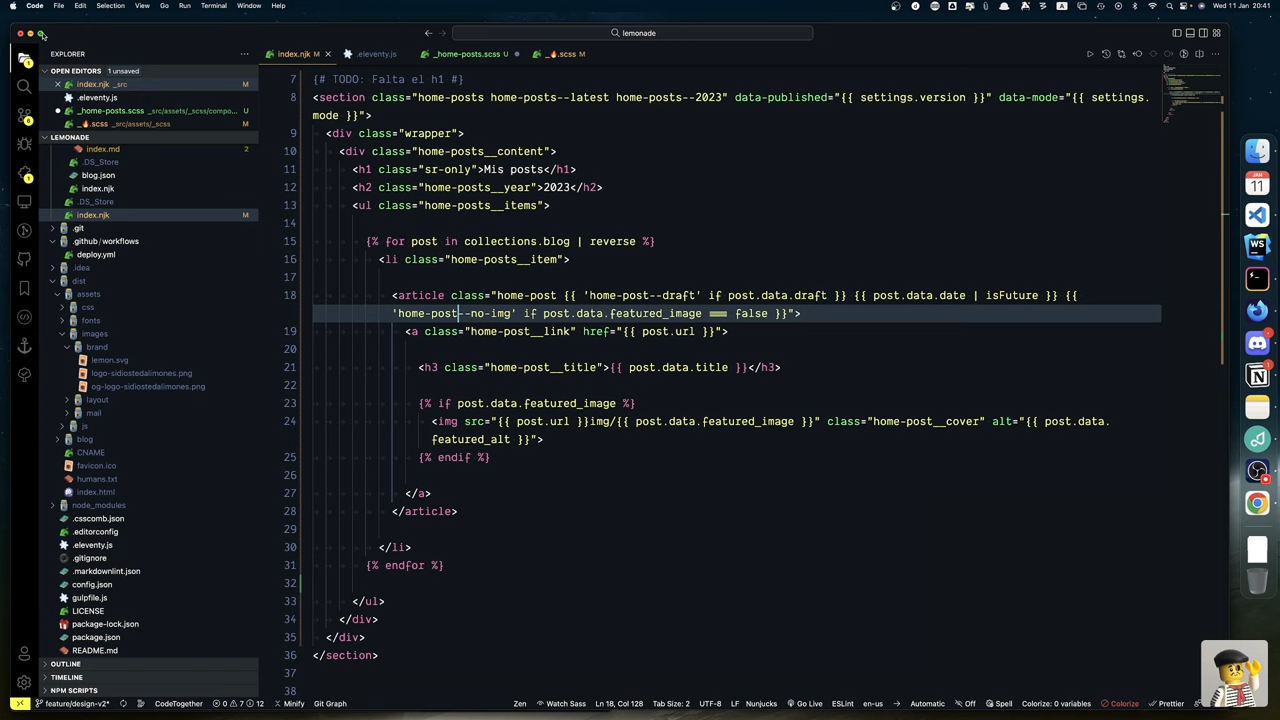 Code File Edit Selection View Go Run Terminal Window Help Wed 11 Jan 20:41
lemonade
EXPLORER
index.njk M
.eleventy.js
_home-posts.scss U
_🔥.scss M
OPEN EDITORS 1 unsaved
index.njk _src M
.eleventy.js
_home-posts.scss _src/assets/_scss/compo... U
_🔥.scss _src/assets/_scss M
LEMONADE
index.md 2
.DS_Store
blog.json
index.njk
.DS_Store
index.njk M
.git
.github/workflows
deploy.yml
.idea
dist
assets
css
fonts
images
brand
lemon.svg
logo-sidiostedalimones.png
og-logo-sidiostedalimones.png
layout
mail
js
blog
CNAME
favicon.ico
humans.txt
index.html
node_modules
.csscomb.json
.editorconfig
.eleventy.js
.gitignore
.markdownlint.json
config.json
gulpfile.js
LICENSE
package-lock.json
package.json
README.md
OUTLINE
TIMELINE
NPM SCRIPTS
7 {# TODO: Falta el h1 #}
8 <section class="home-posts home-posts--latest home-posts--2023" data-published="{{ settings.version }}" data-mode="{{ settings.
mode }}">
9 <div class="wrapper">
10 <div class="home-posts__content">
11 <h1 class="sr-only">Mis posts</h1>
12 <h2 class="home-posts__year">2023</h2>
13 <ul class="home-posts__items">
14
15 {% for post in collections.blog | reverse %}
16 <li class="home-posts__item">
17
18 <article class="home-post {{ 'home-post--draft' if post.data.draft }} {{ post.data.date | isFuture }} {{
'home-post--no-img' if post.data.featured_image === false }}">
19 <a class="home-post__link" href="{{ post.url }}">
20
21 <h3 class="home-post__title">{{ post.data.title }}</h3>
22
23 {% if post.data.featured_image %}
24 <img src="{{ post.url }}img/{{ post.data.featured_image }}" class="home-post__cover" alt="{{ post.data.
featured_alt }}">
25 {% endif %}
26
27 </a>
28 </article>
29
30 </li>
31 {% endfor %}
32
33 </ul>
34 </div>
35 </div>
36 </section>
37
38
feature/design-v2* CodeTogether 0 7 12 Minify Git Graph Zen Watch Sass Ln 18, Col 128 Tab Size: 2 UTF-8 LF Nunjucks Go Live ESLint en-us Automatic Off Spell Colorize: 0 variables Colorize Prettier